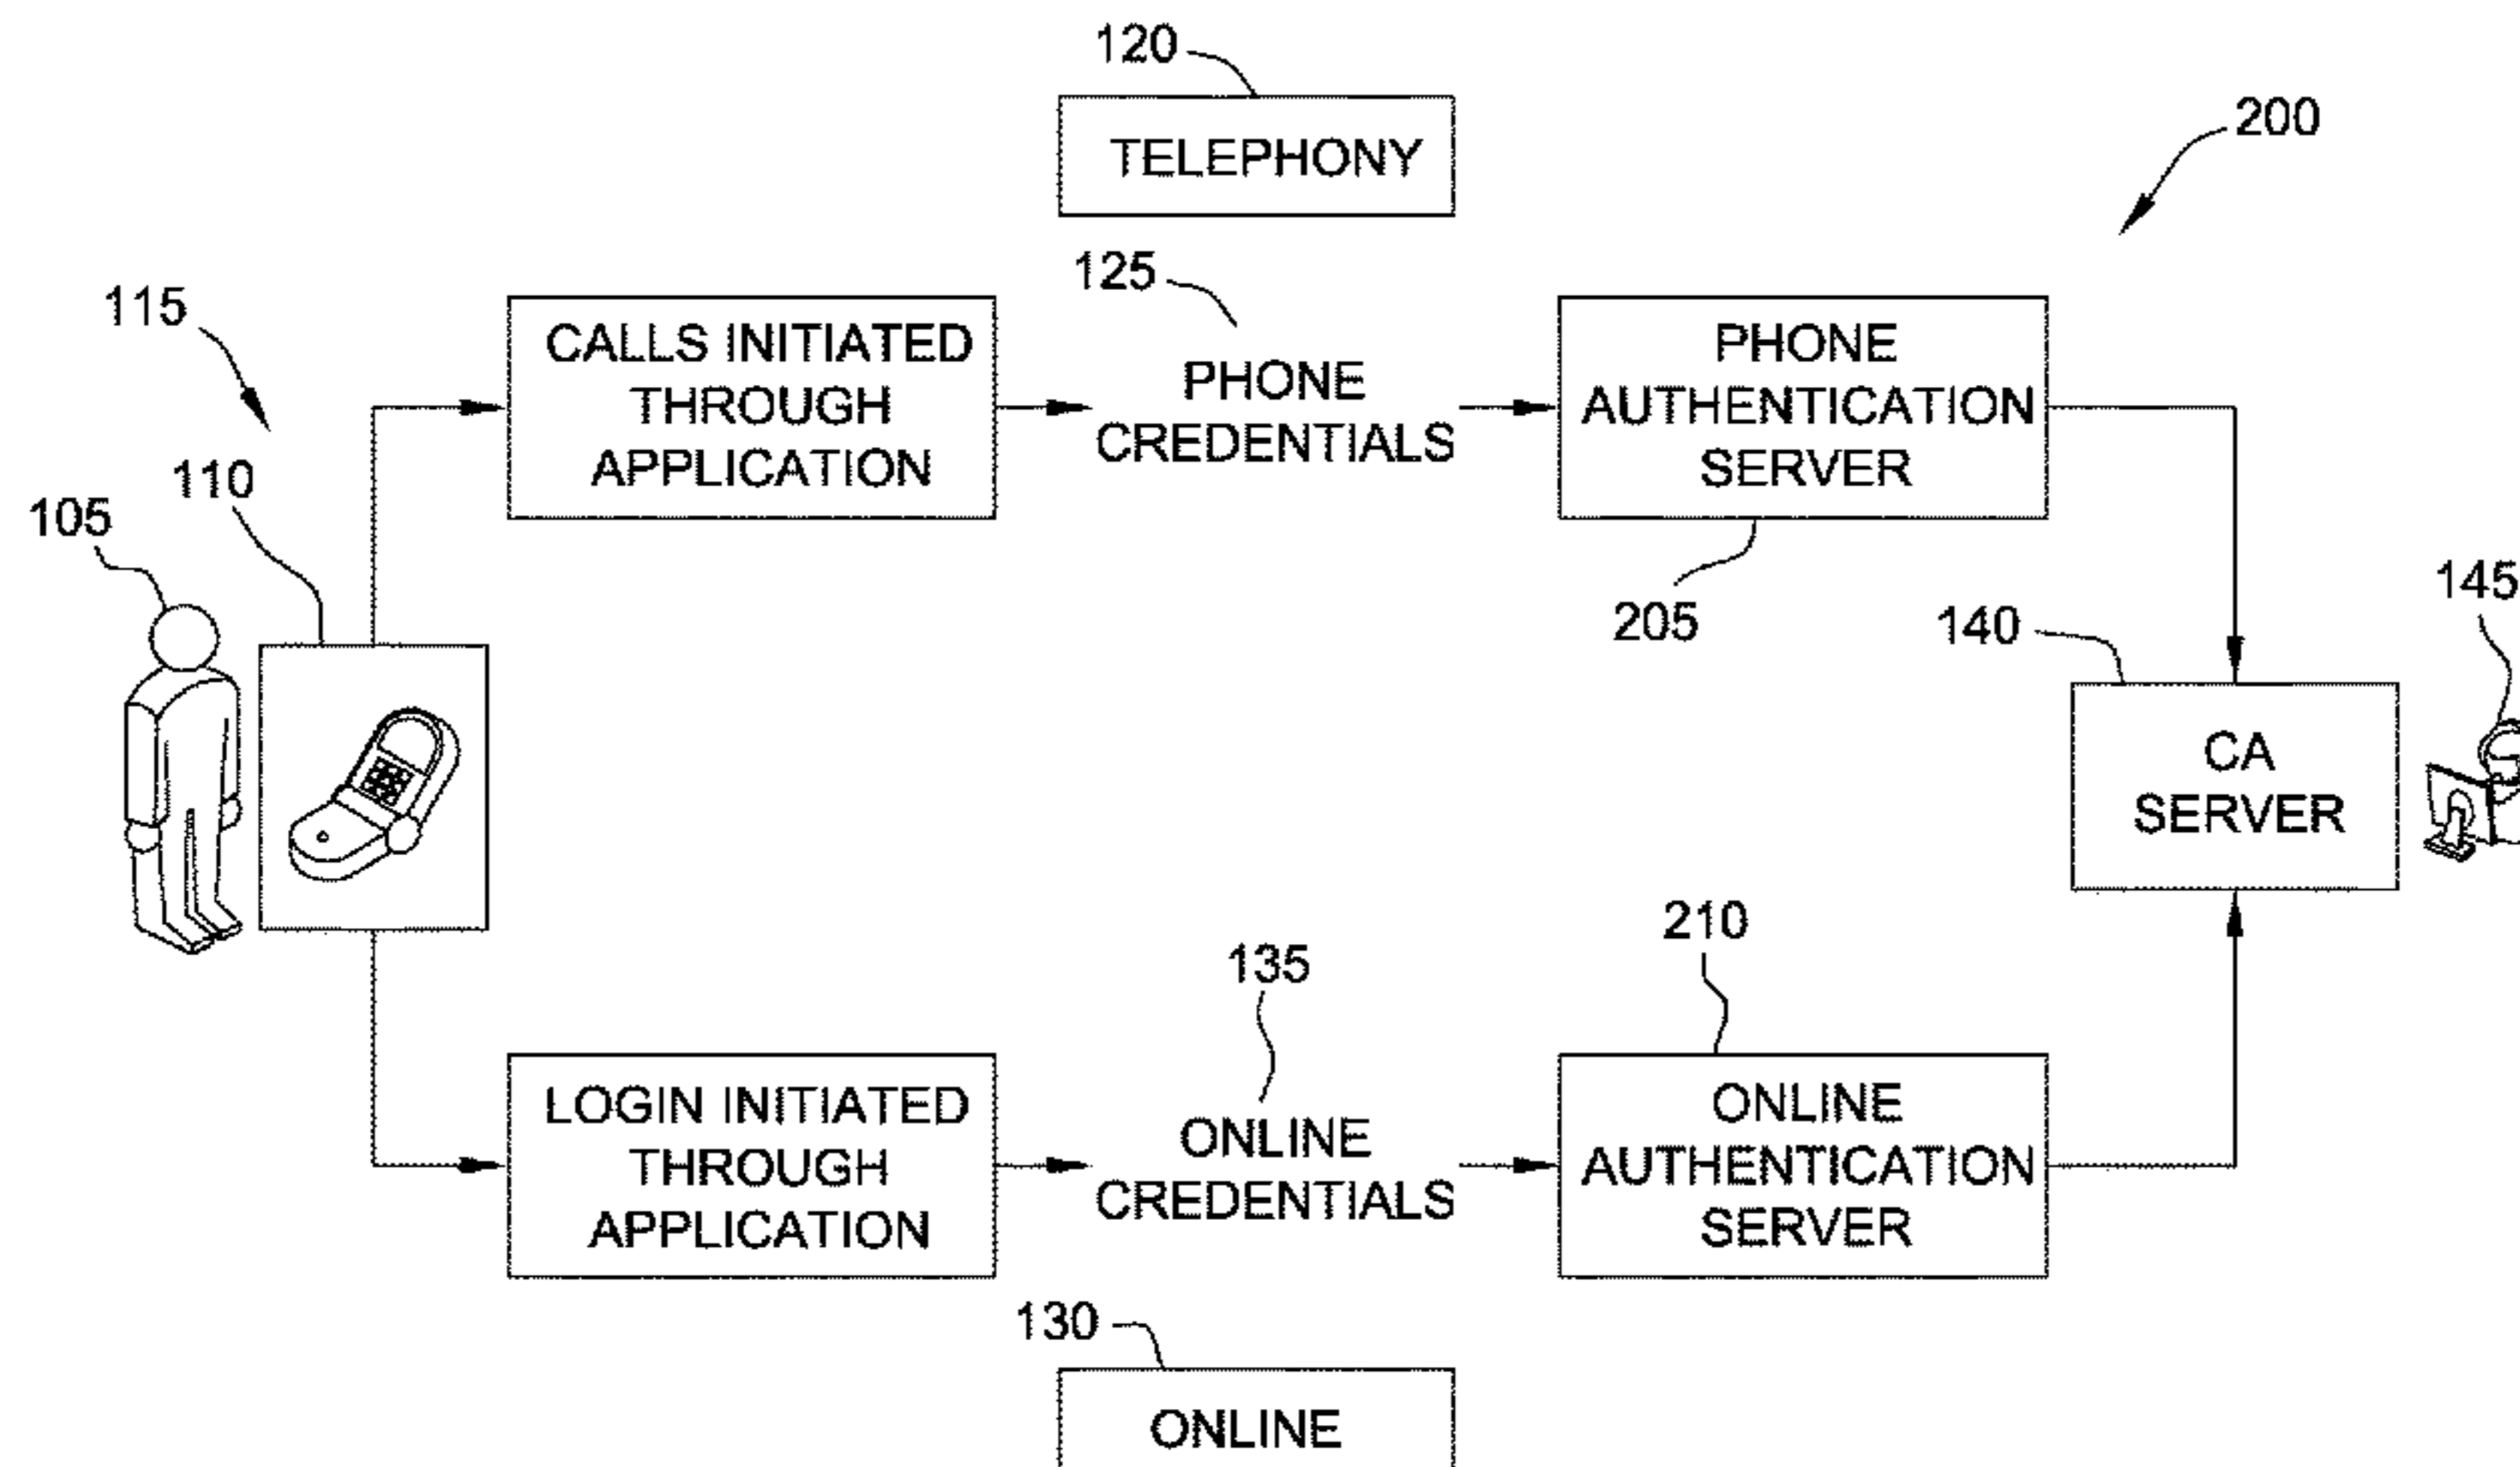 120
TELEPHONY
200
125
115
CALLS INITIATED
THROUGH
APPLICATION
PHONE
CREDENTIALS
PHONE
AUTHENTICATION
SERVER
110
105
205
140
145
CA
SERVER
210
135
LOGIN INITIATED
THROUGH
APPLICATION
ONLINE
CREDENTIALS
ONLINE
AUTHENTICATION
SERVER
130
ONLINE